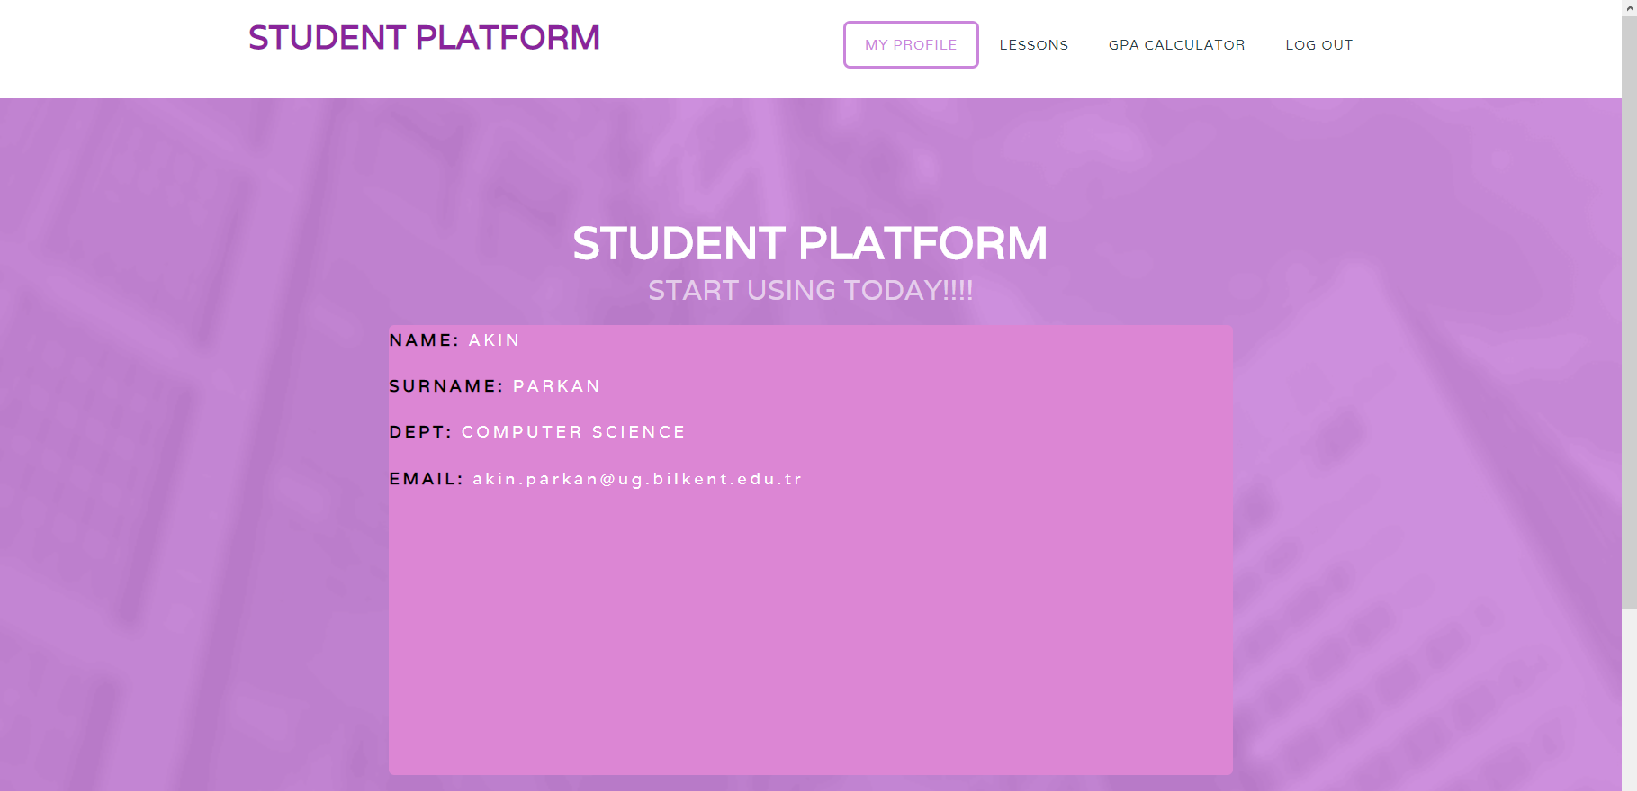 STUDENT PLATFORM
MY PROFILE LESSONS GPA CALCULATOR LOG OUT
STUDENT PLATFORM
START USING TODAY!!!!
NAME: AKIN
SURNAME: PARKAN
DEPT: COMPUTER SCIENCE
EMAIL: akin.parkan@ug.bilkent.edu.tr